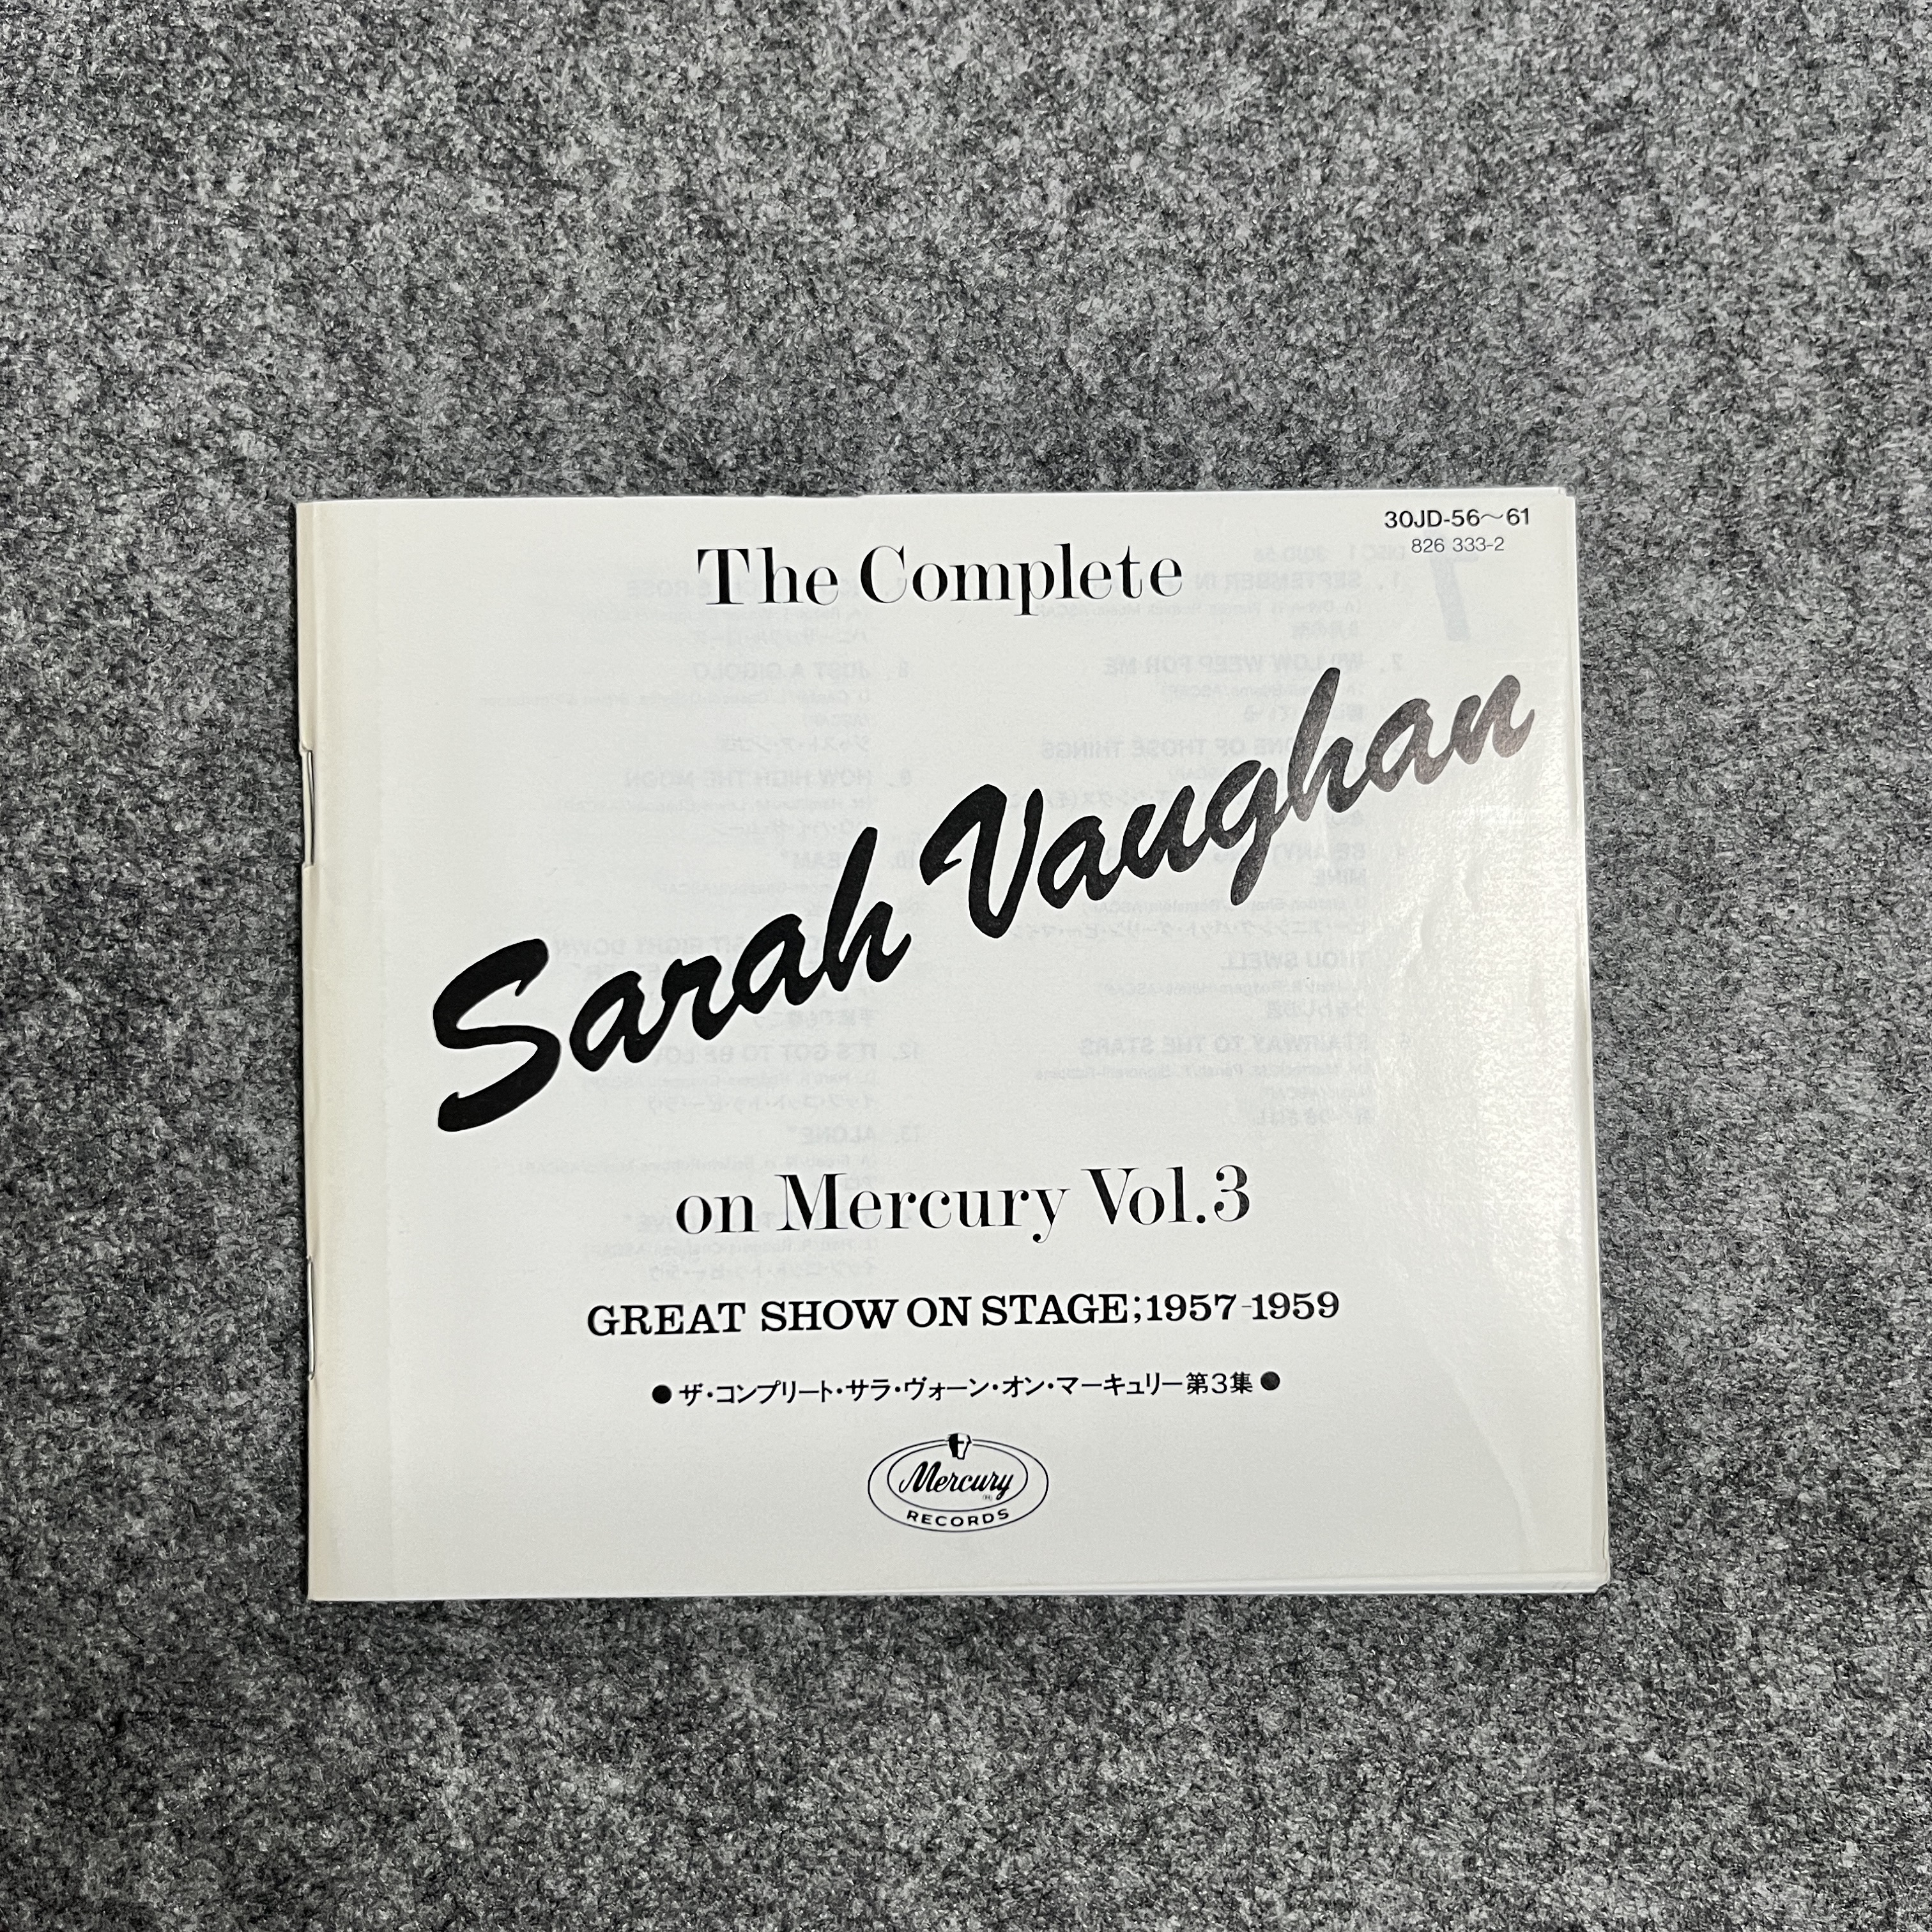 30JD-56～61
826 333-2
The Complete
Sarah Vaughan
on Mercury Vol.3
GREAT SHOW ON STAGE;1957-1959
●ザ・コンプリート・サラ・ヴォーン・オン・マーキュリー第3集●
Mercury
RECORDS